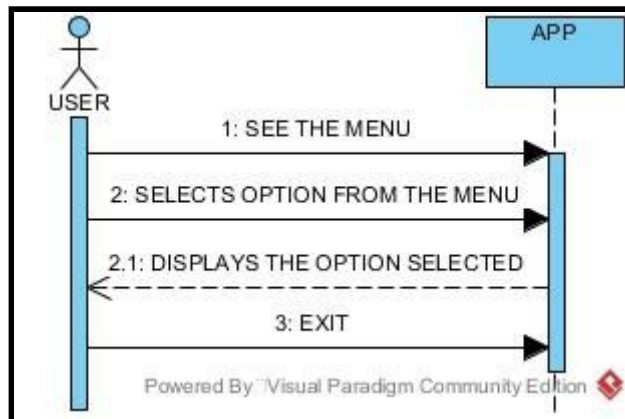 APP
USER
1: SEE THE MENU
2: SELECTS OPTION FROM THE MENU
2.1: DISPLAYS THE OPTION SELECTED
3: EXIT
Powered By Visual Paradigm Community Edition